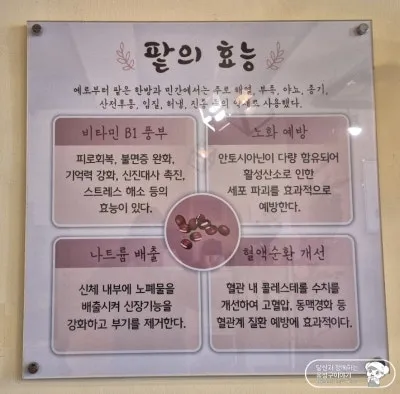 팥의 효능
예로부터 팥은 한방과 민간에서는 주로 해열, 부종, 야뇨, 종기,
산전후통, 임질, 하냉, 진통 등의 약재로 사용했다.
비타민 B1 풍부
피로회복, 불면증 완화,
기억력 강화, 신진대사 촉진,
스트레스 해소 등의
효능이 있다.
노화 예방
안토시아닌이 다량 함유되어
활성산소로 인한
세포 파괴를 효과적으로
예방한다.
나트륨 배출
신체 내부에 노폐물을
배출시켜 신장기능을
강화하고 부기를 제거한다.
혈액순환 개선
혈관 내 콜레스테롤 수치를
개선하여 고혈압, 동맥경화 등
혈관계 질환 예방에 효과적이다.